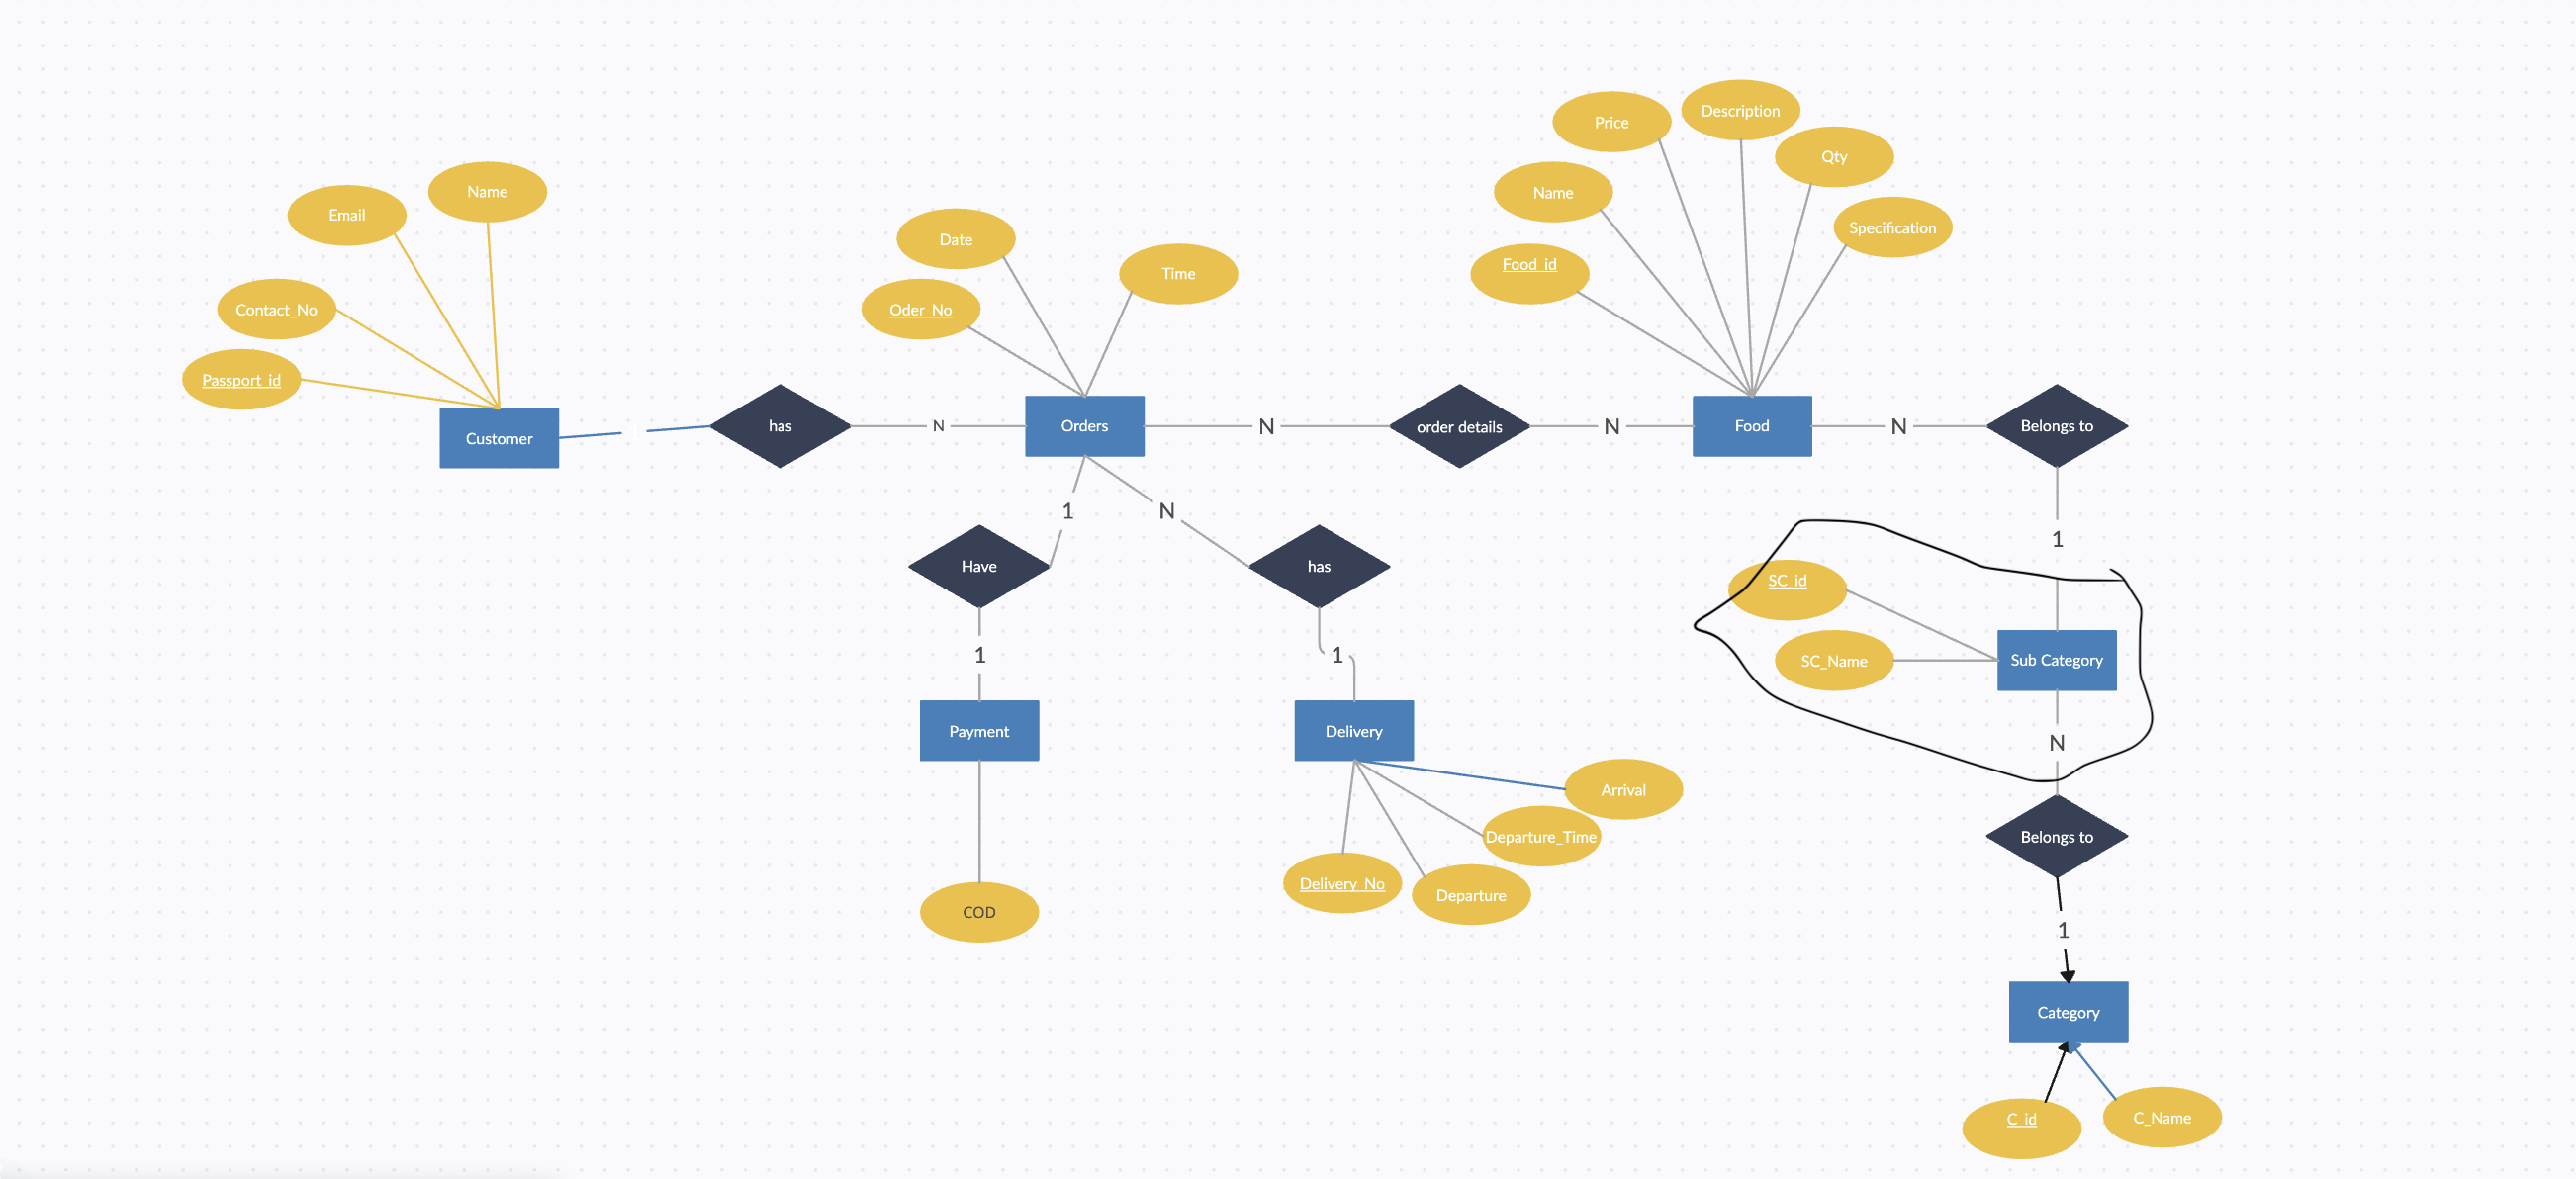 Description
Price
Qty
Name
Name
Email
Specification
Date
Time
Food_id
Contact_No
Oder_No
Passport_id
Customer
1
has
N
Orders
N
order details
N
Food
N
Belongs to
1
N
1
Have
has
SC_id
1
1
SC_Name
Sub Category
Payment
Delivery
N
Arrival
Departure_Time
Belongs to
Delivery_No
Departure
COD
1
Category
C_id
C_Name